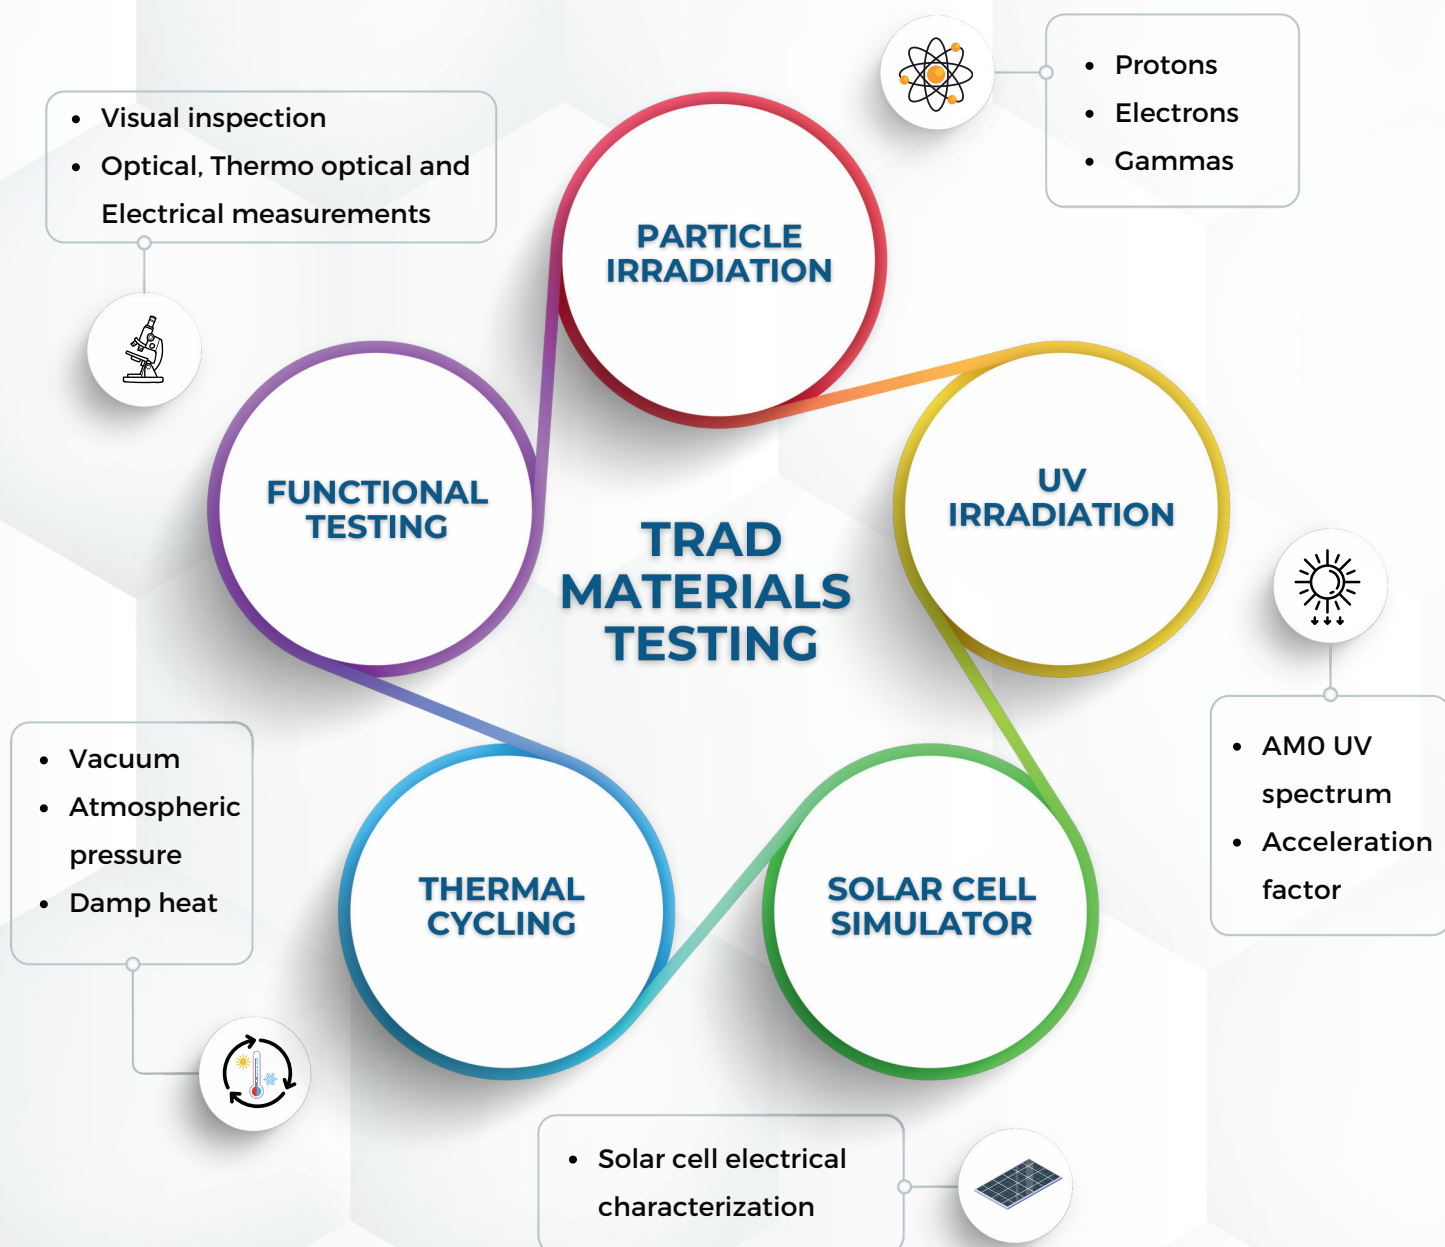 Protons
Electrons
Gammas
Visual inspection
Optical, Thermo optical and
Electrical measurements
PARTICLE
IRRADIATION
FUNCTIONAL
TESTING
UV
IRRADIATION
TRAD
MATERIALS
TESTING
Vacuum
Atmospheric
pressure
Damp heat
AM0 UV
spectrum
Acceleration
factor
THERMAL
CYCLING
SOLAR CELL
SIMULATOR
Solar cell electrical
characterization